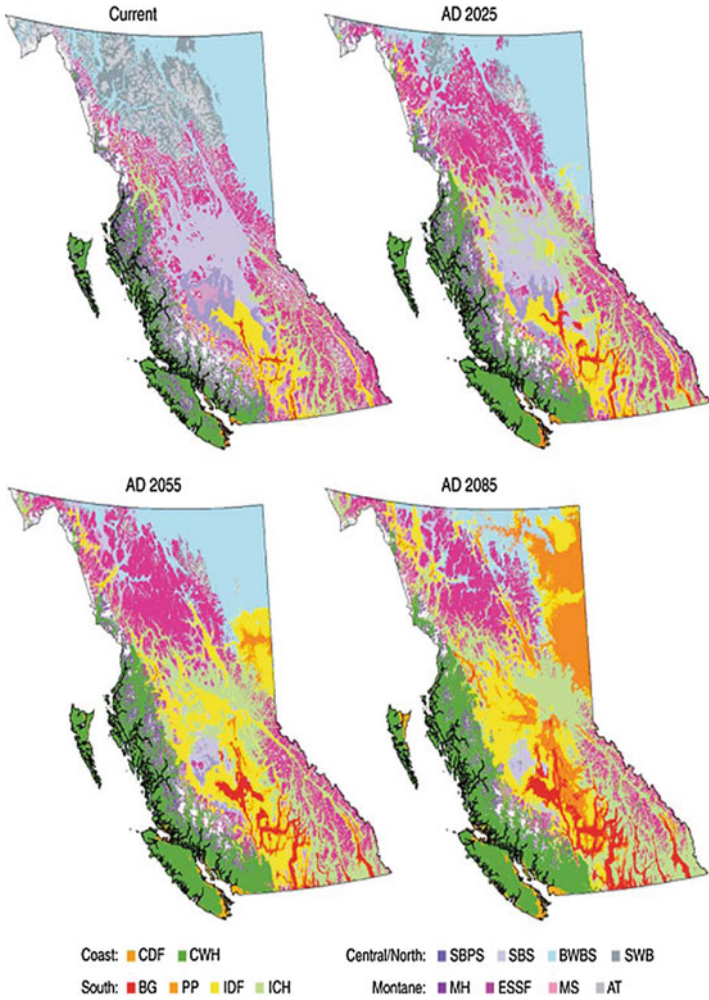 Current
AD 2025
AD 2055
AD 2085
Coast: CDF CWH
Central/North: SBPS SBS BWBS SWB
South: BG PP IDF ICH
Montane: MH ESSF MS AT